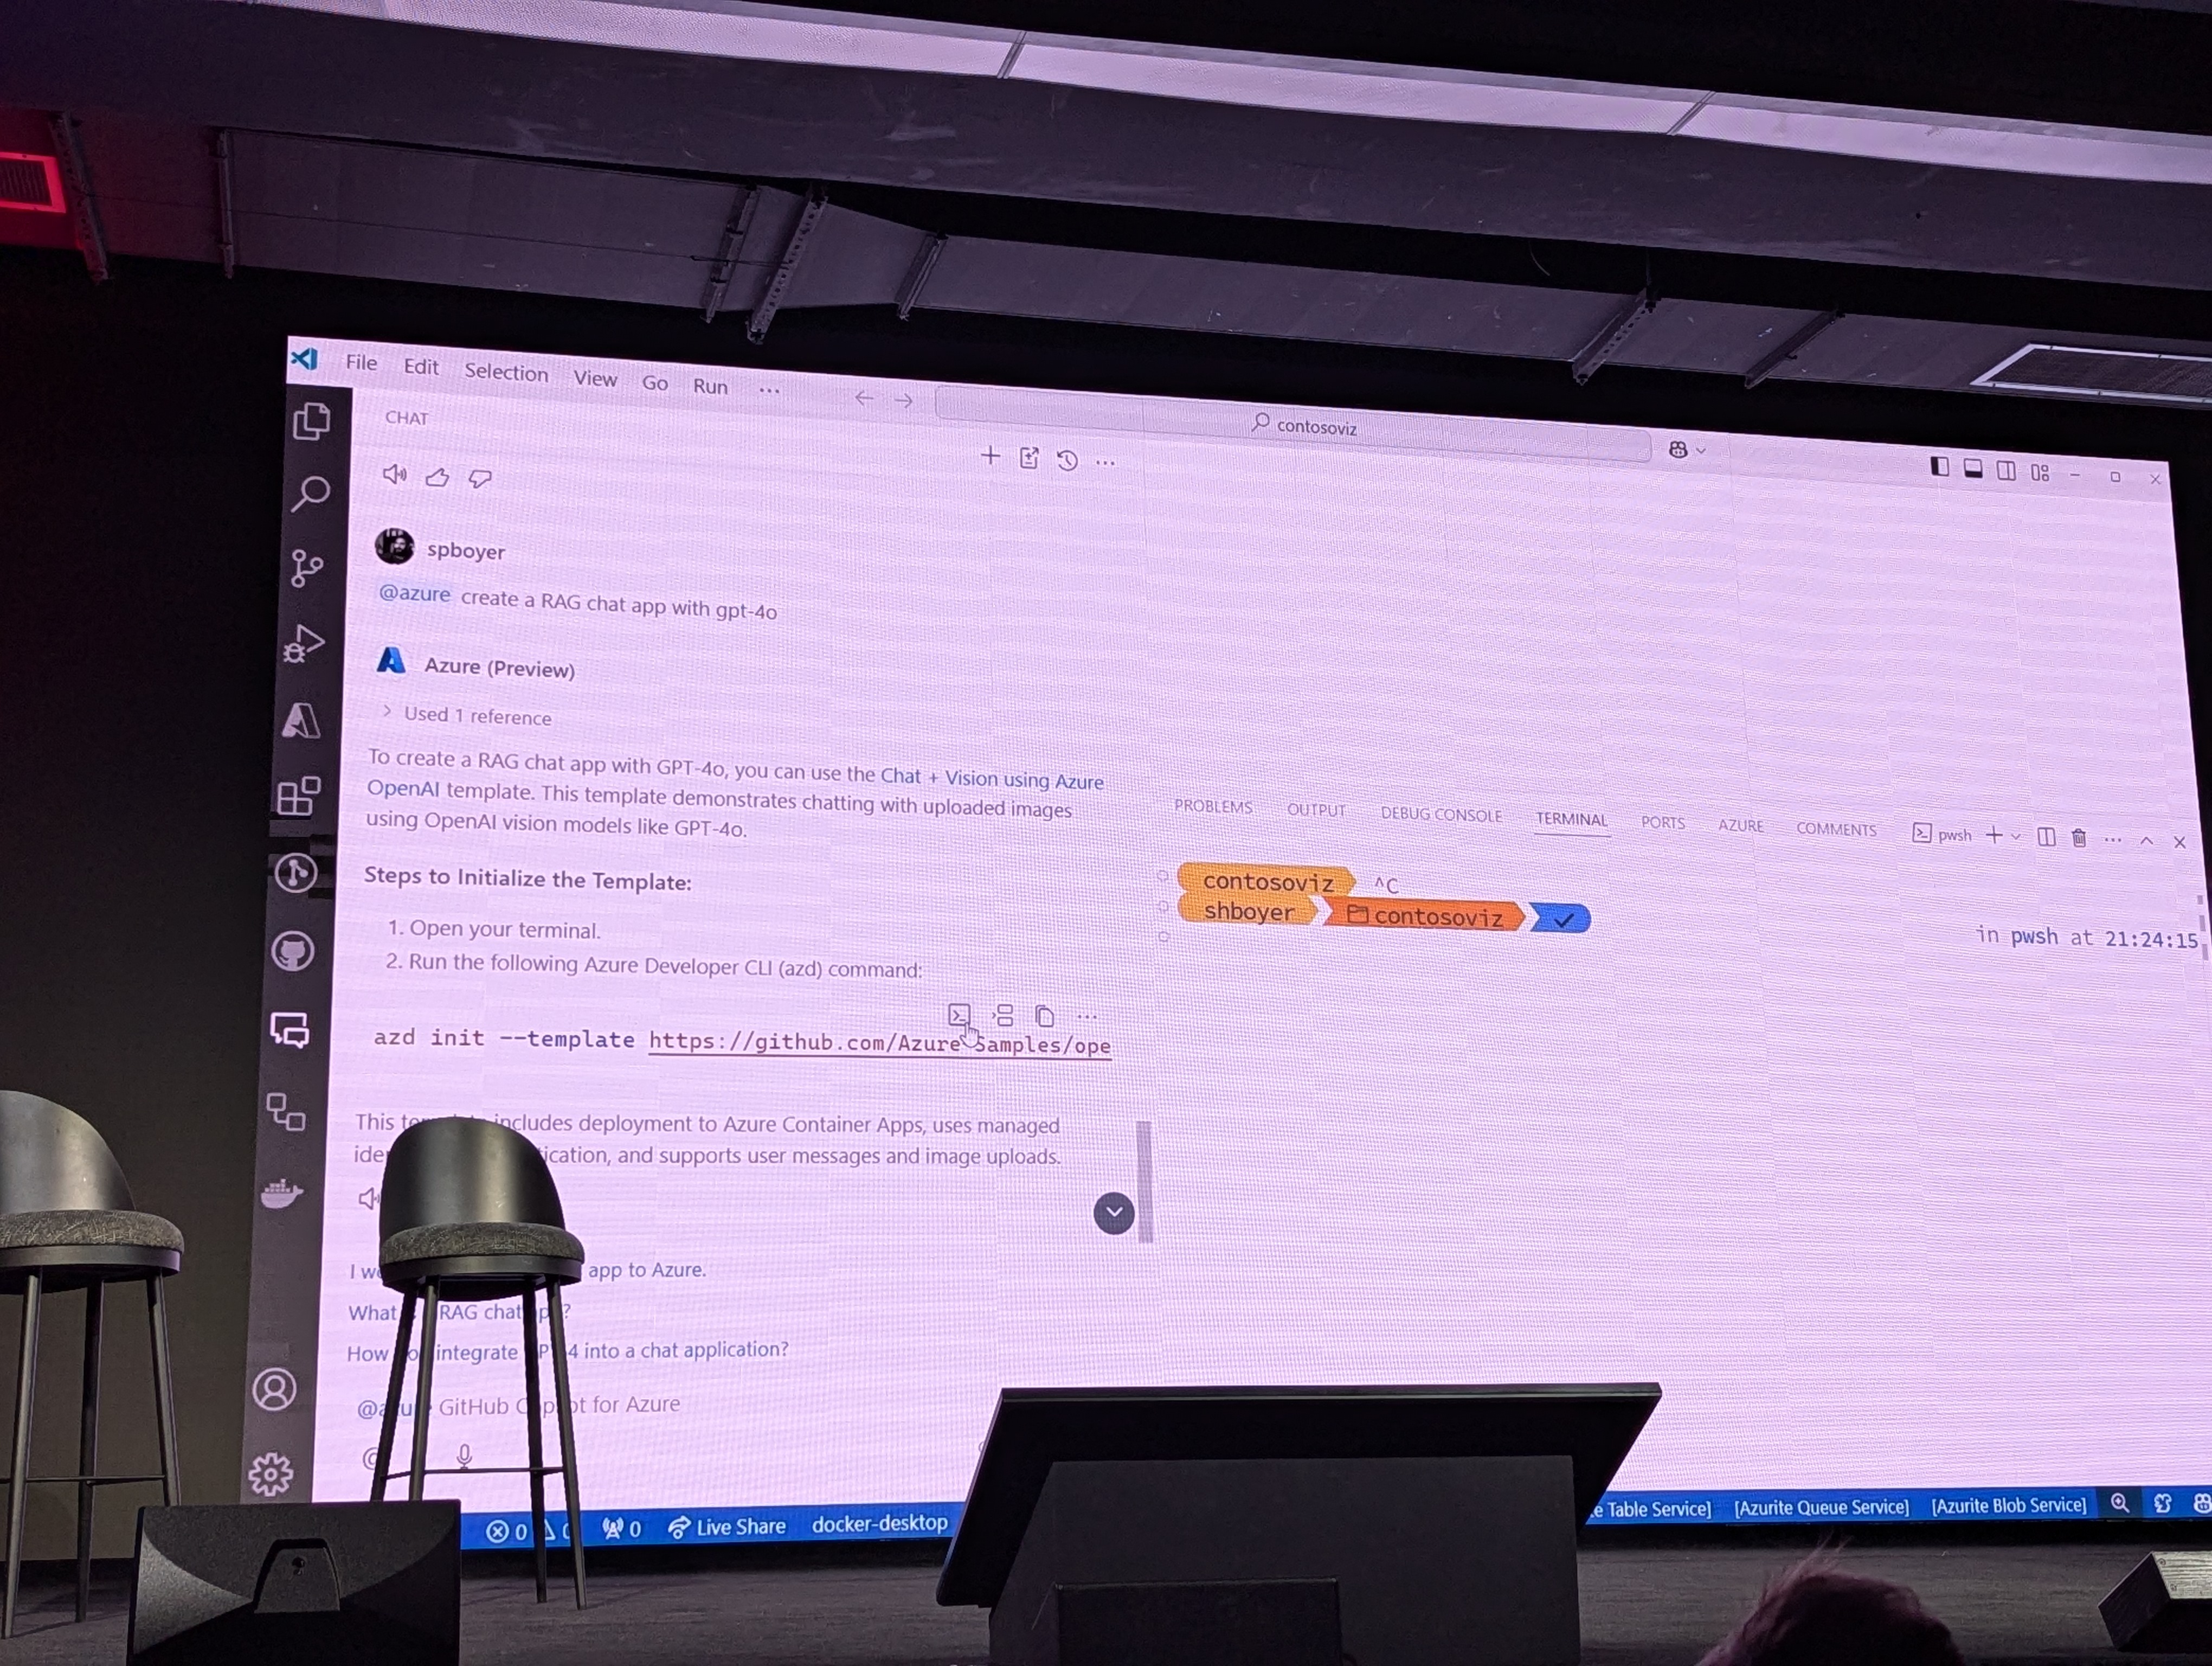 File Edit Selection View Go Run ...
contosoviz
CHAT
spboyer
@azure create a RAG chat app with gpt-4o
Azure (Preview)
Used 1 reference
To create a RAG chat app with GPT-4o, you can use the Chat + Vision using Azure
OpenAI template. This template demonstrates chatting with uploaded images
using OpenAI vision models like GPT-4o.
Steps to Initialize the Template:
1. Open your terminal.
2. Run the following Azure Developer CLI (azd) command:
azd init --template https://github.com/Azure-Samples/ope
This includes deployment to Azure Container Apps, uses managed
and supports user messages and image uploads.
I app to Azure.
What RAG chat
How integrate into a chat application?
GitHub for Azure
PROBLEMS OUTPUT DEBUG CONSOLE TERMINAL PORTS AZURE COMMENTS pwsh
contosoviz ^C
shboyer contosoviz
in pwsh at 21:24:15
0 0 Live Share docker-desktop
Table Service] [Azurite Queue Service] [Azurite Blob Service]